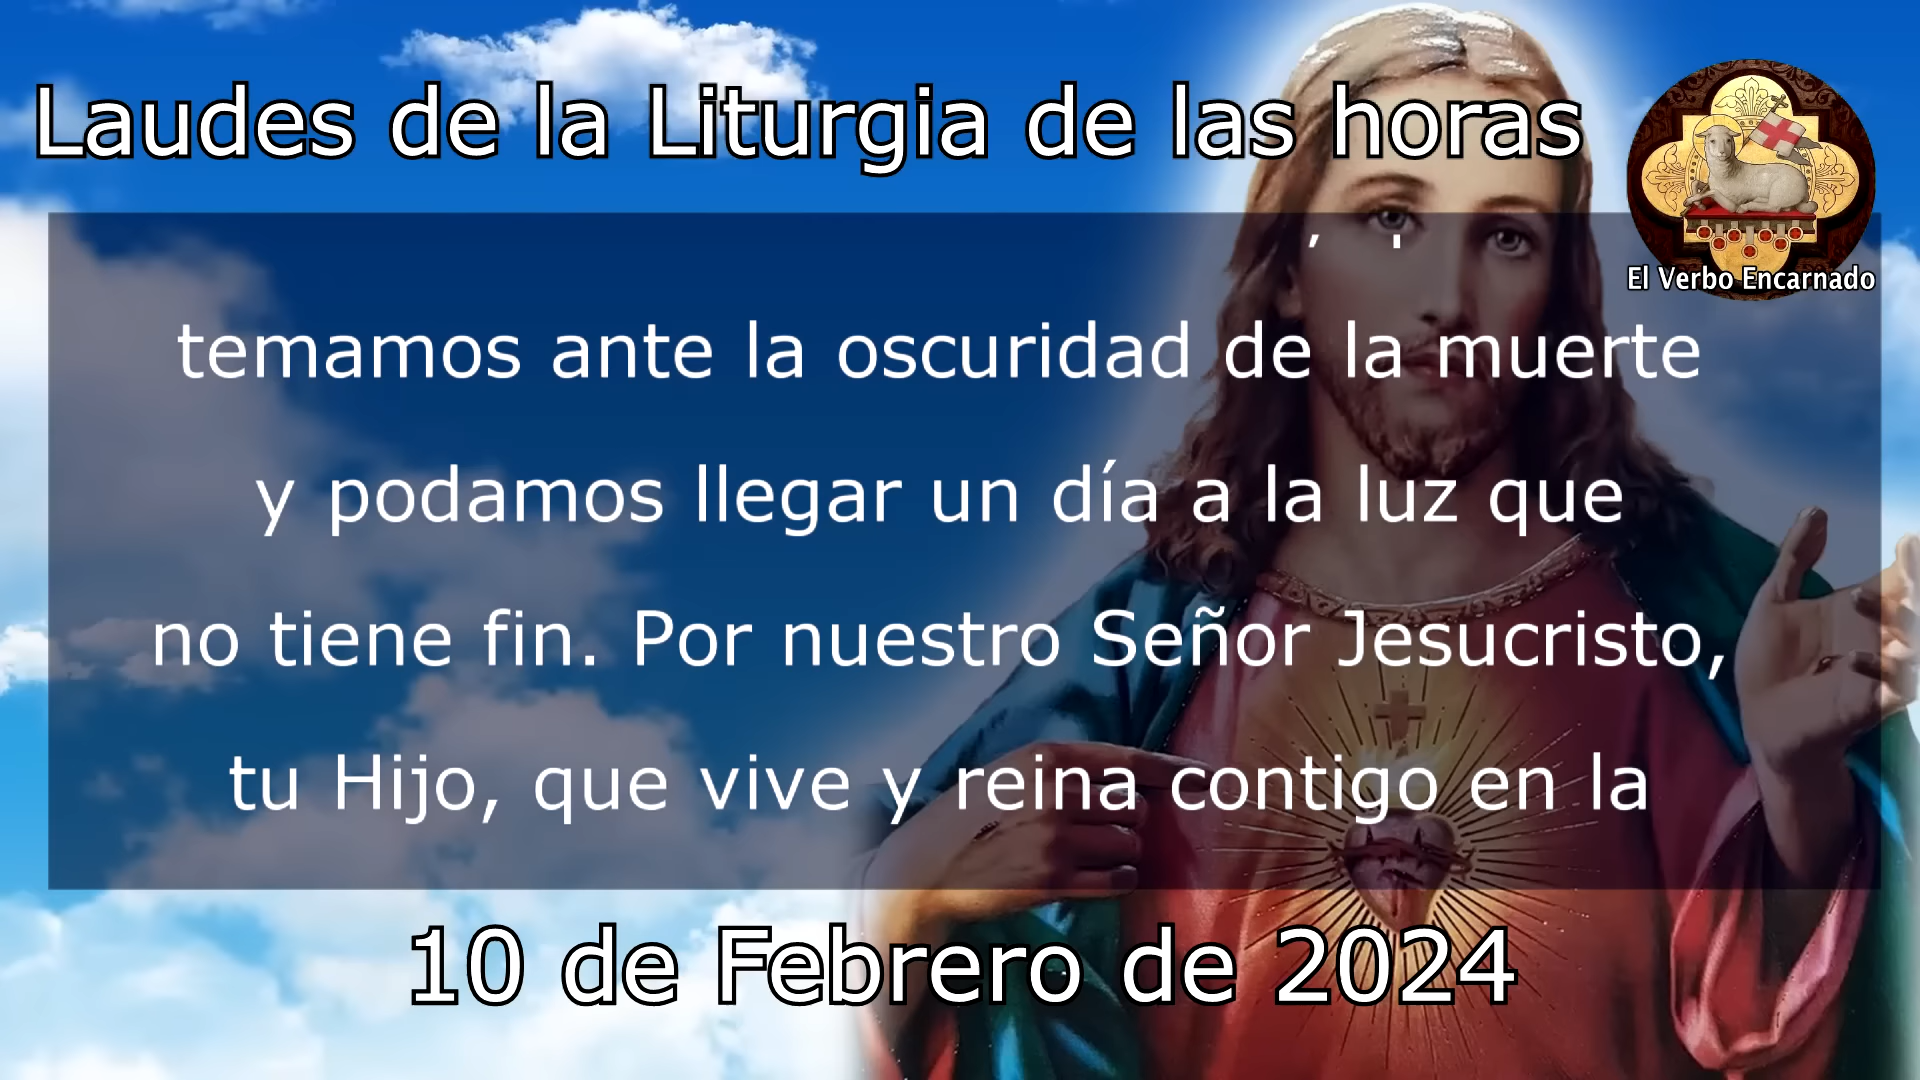 Laudes de la Liturgia de las horas
El Verbo Encarnado
temamos ante la oscuridad de la muerte
y podamos llegar un día a la luz que
no tiene fin. Por nuestro Señor Jesucristo,
tu Hijo, que vive y reina contigo en la
10 de Febrero de 2024